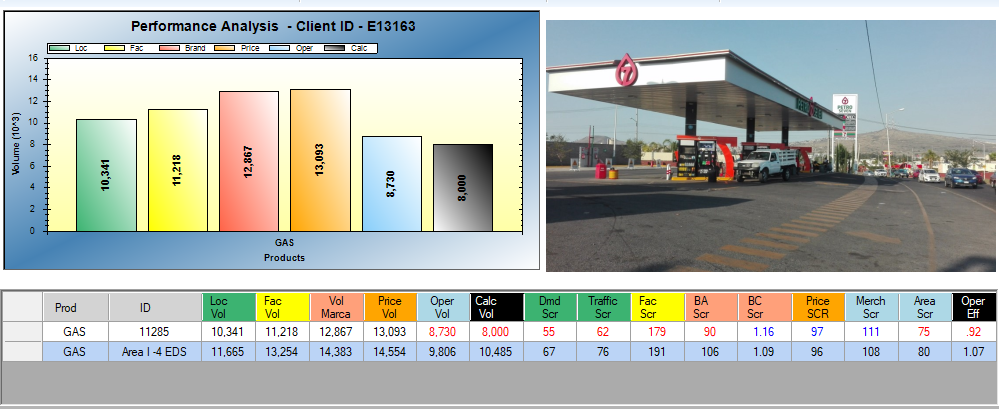 Performance Analysis - Client ID - E13163
Loc Fac Brand Price Oper Calc
Volume (10^3)
16
14
12
10
8
6
4
2
0
10,341
11,218
12,867
13,093
8,730
8,000
GAS
Products
7
PETRO
SEVEN
Prod ID Loc Vol Fac Vol Vol Marca Price Vol Oper Vol Calc Vol Dmd Scr Traffic Scr Fac Scr BA Scr BC Scr Price SCR Merch Scr Area Scr Oper Eff
GAS 11285 10,341 11,218 12,867 13,093 8,730 8,000 55 62 179 90 1.16 97 111 75 .92
GAS Area I -4 EDS 11,665 13,254 14,383 14,554 9,806 10,485 67 76 191 106 1.09 96 108 80 1.07